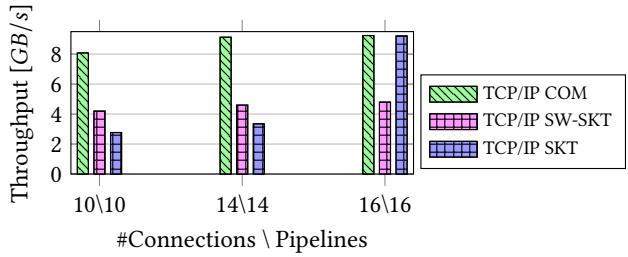 Throughput [GB/s]
8
6
4
2
0
10\10
14\14
16\16
#Connections \ Pipelines
TCP/IP COM
TCP/IP SW-SKT
TCP/IP SKT